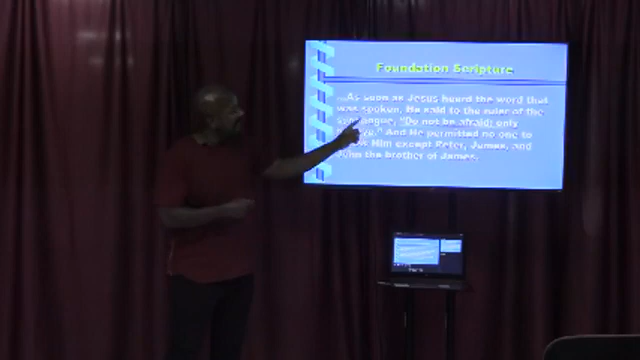 Foundation Scripture
As soon as Jesus heard the word that
was spoken, He said to the ruler of the
"Do not be afraid; only
And He permitted no one to
Him except Peter, James, and
John the brother of James.